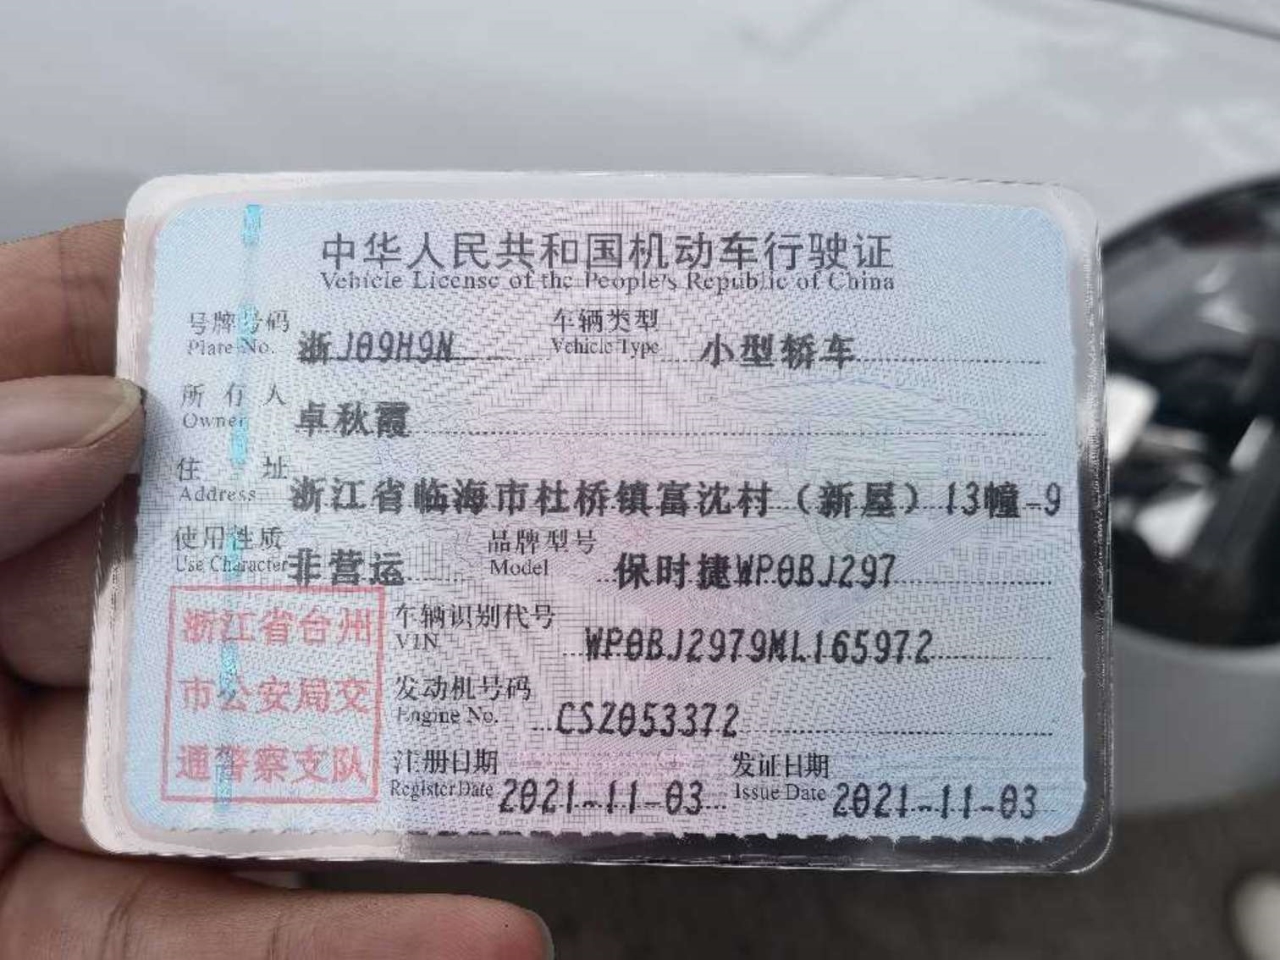 中华人民共和国机动车行驶证
Vehicle License of the People's Republic of China
号牌号码 浙J09H9N 车辆类型 小型轿车
Plate No. Vehicle Type
所有人 卓秋霞
Owner
住址 浙江省临海市杜桥镇富沈村（新屋）13幢-9
Address
使用性质 非营运 品牌型号 保时捷WP0BJ297
Use Character Model
浙江省台州
市公安局交
通警察支队
车辆识别代号 WP0BJ2979ML165972
VIN
发动机号码 CSZ053372
Engine No.
注册日期 2021-11-03 发证日期 2021-11-03
Register Date Issue Date